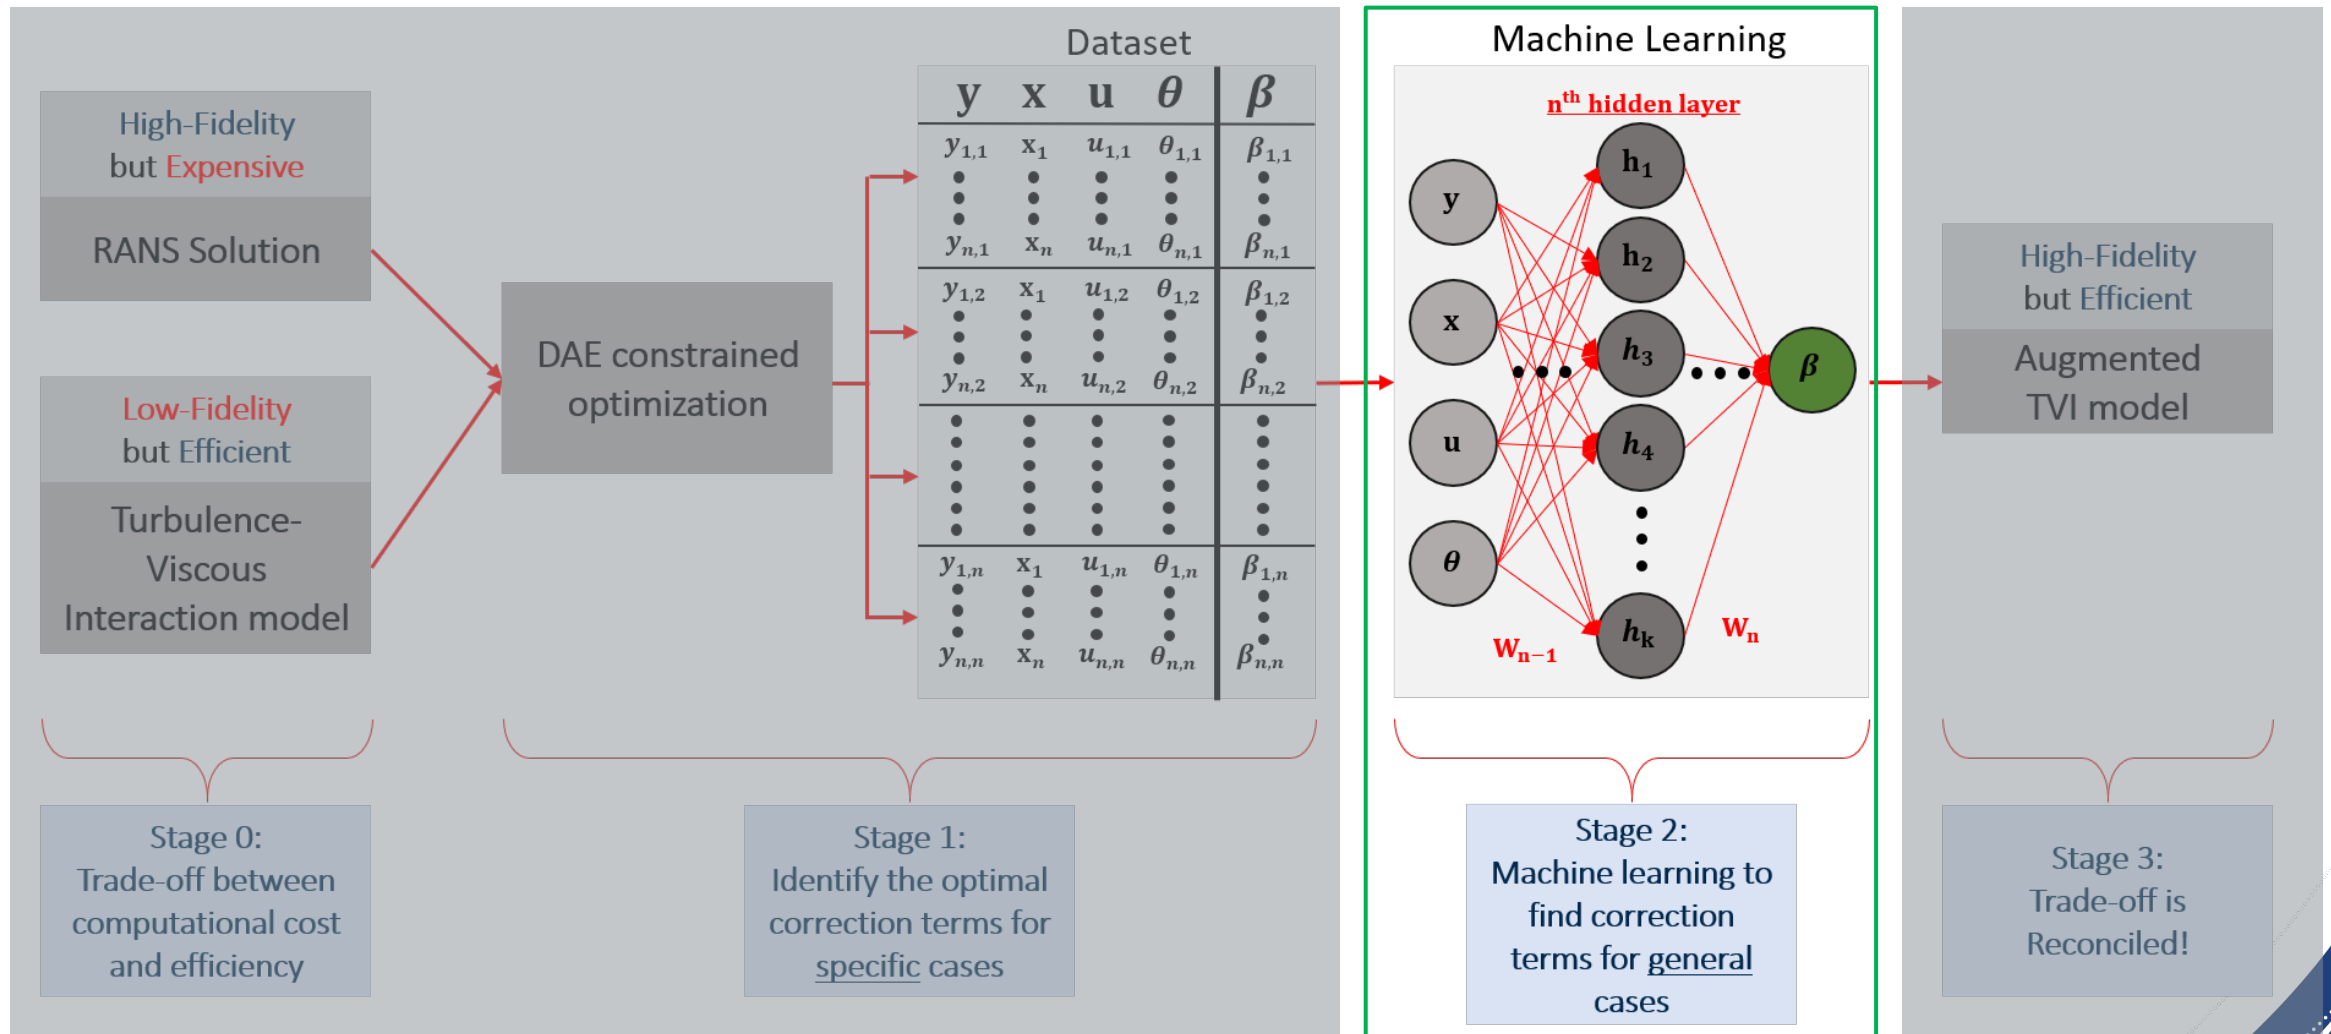 High-Fidelity
but Expensive
RANS Solution
Low-Fidelity
but Efficient
Turbulence-
Viscous
Interaction model
Stage 0:
Trade-off between
computational cost
and efficiency
DAE constrained
optimization
Dataset
y x u θ β
y1,1 x1 u1,1 θ1,1 β1,1
yn,1 xn un,1 θn,1 βn,1
y1,2 x1 u1,2 θ1,2 β1,2
yn,2 xn un,2 θn,2 βn,2
y1,n x1 u1,n θ1,n β1,n
yn,n xn un,n θn,n βn,n
Stage 1:
Identify the optimal
correction terms for
specific cases
Machine Learning
nth hidden layer
y
x
u
θ
h1
h2
h3
h4
hk
Wn−1
Wn
β
Stage 2:
Machine learning to
find correction
terms for general
cases
High-Fidelity
but Efficient
Augmented
TVI model
Stage 3:
Trade-off is
Reconciled!